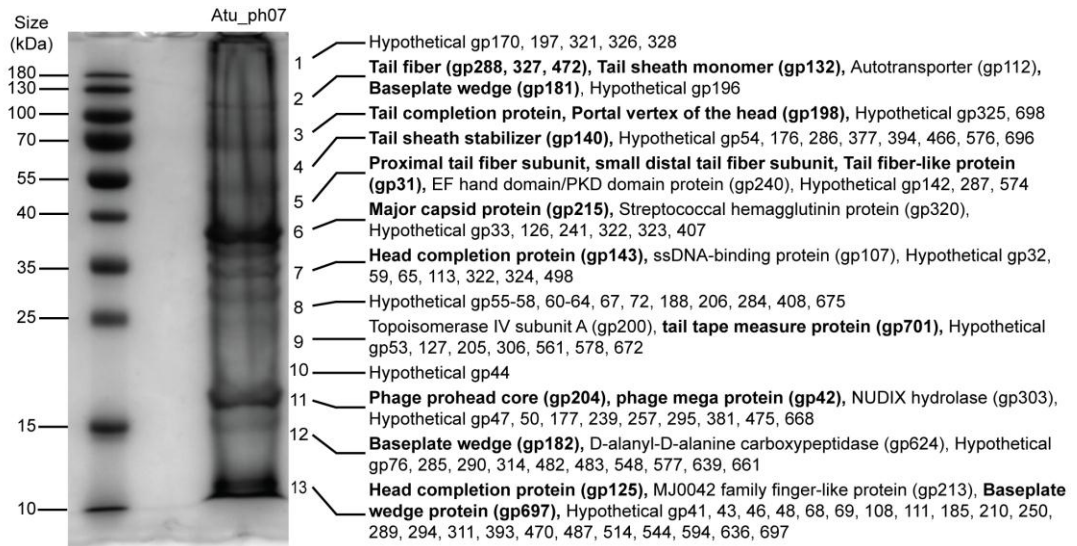 Atu_ph07
Size
(kDa)
180
130
100
70
55
40
35
25
15
10
1 Hypothetical gp170, 197, 321, 326, 328
2 Tail fiber (gp288, 327, 472), Tail sheath monomer (gp132), Autotransporter (gp112),
Baseplate wedge (gp181), Hypothetical gp196
3 Tail completion protein, Portal vertex of the head (gp198), Hypothetical gp325, 698
4 Tail sheath stabilizer (gp140), Hypothetical gp54, 176, 286, 377, 394, 466, 576, 696
5 Proximal tail fiber subunit, small distal tail fiber subunit, Tail fiber-like protein
(gp31), EF hand domain/PKD domain protein (gp240), Hypothetical gp142, 287, 574
6 Major capsid protein (gp215), Streptococcal hemagglutinin protein (gp320),
Hypothetical gp33, 126, 241, 322, 323, 407
7 Head completion protein (gp143), ssDNA-binding protein (gp107), Hypothetical gp32,
59, 65, 113, 322, 324, 498
8 Hypothetical gp55-58, 60-64, 67, 72, 188, 206, 284, 408, 675
9 Topoisomerase IV subunit A (gp200), tail tape measure protein (gp701), Hypothetical
gp53, 127, 205, 306, 561, 578, 672
10 Hypothetical gp44
11 Phage prohead core (gp204), phage mega protein (gp42), NUDIX hydrolase (gp303),
Hypothetical gp47, 50, 177, 239, 257, 295, 381, 475, 668
12 Baseplate wedge (gp182), D-alanyl-D-alanine carboxypeptidase (gp624), Hypothetical
gp76, 285, 290, 314, 482, 483, 548, 577, 639, 661
13 Head completion protein (gp125), MJ0042 family finger-like protein (gp213), Baseplate
wedge protein (gp697), Hypothetical gp41, 43, 46, 48, 68, 69, 108, 111, 185, 210, 250,
289, 294, 311, 393, 470, 487, 514, 544, 594, 636, 697